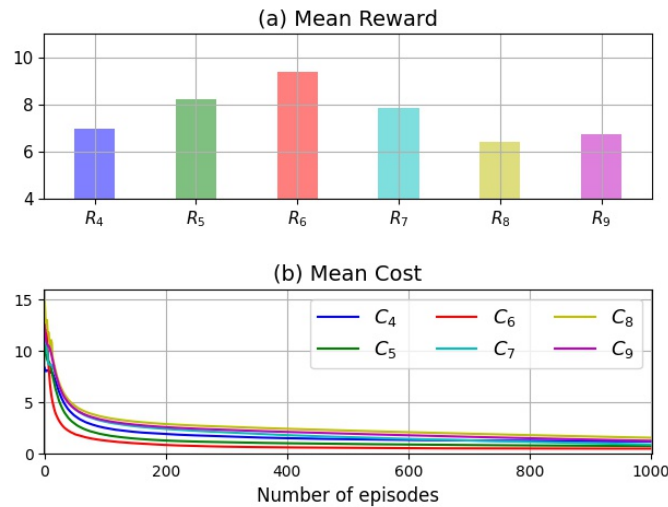 (a) Mean Reward
10
8
6
4
R₄ R₅ R₆ R₇ R₈ R₉
(b) Mean Cost
15
10
5
0
C₄ C₆ C₈
C₅ C₇ C₉
0 200 400 600 800 1000
Number of episodes